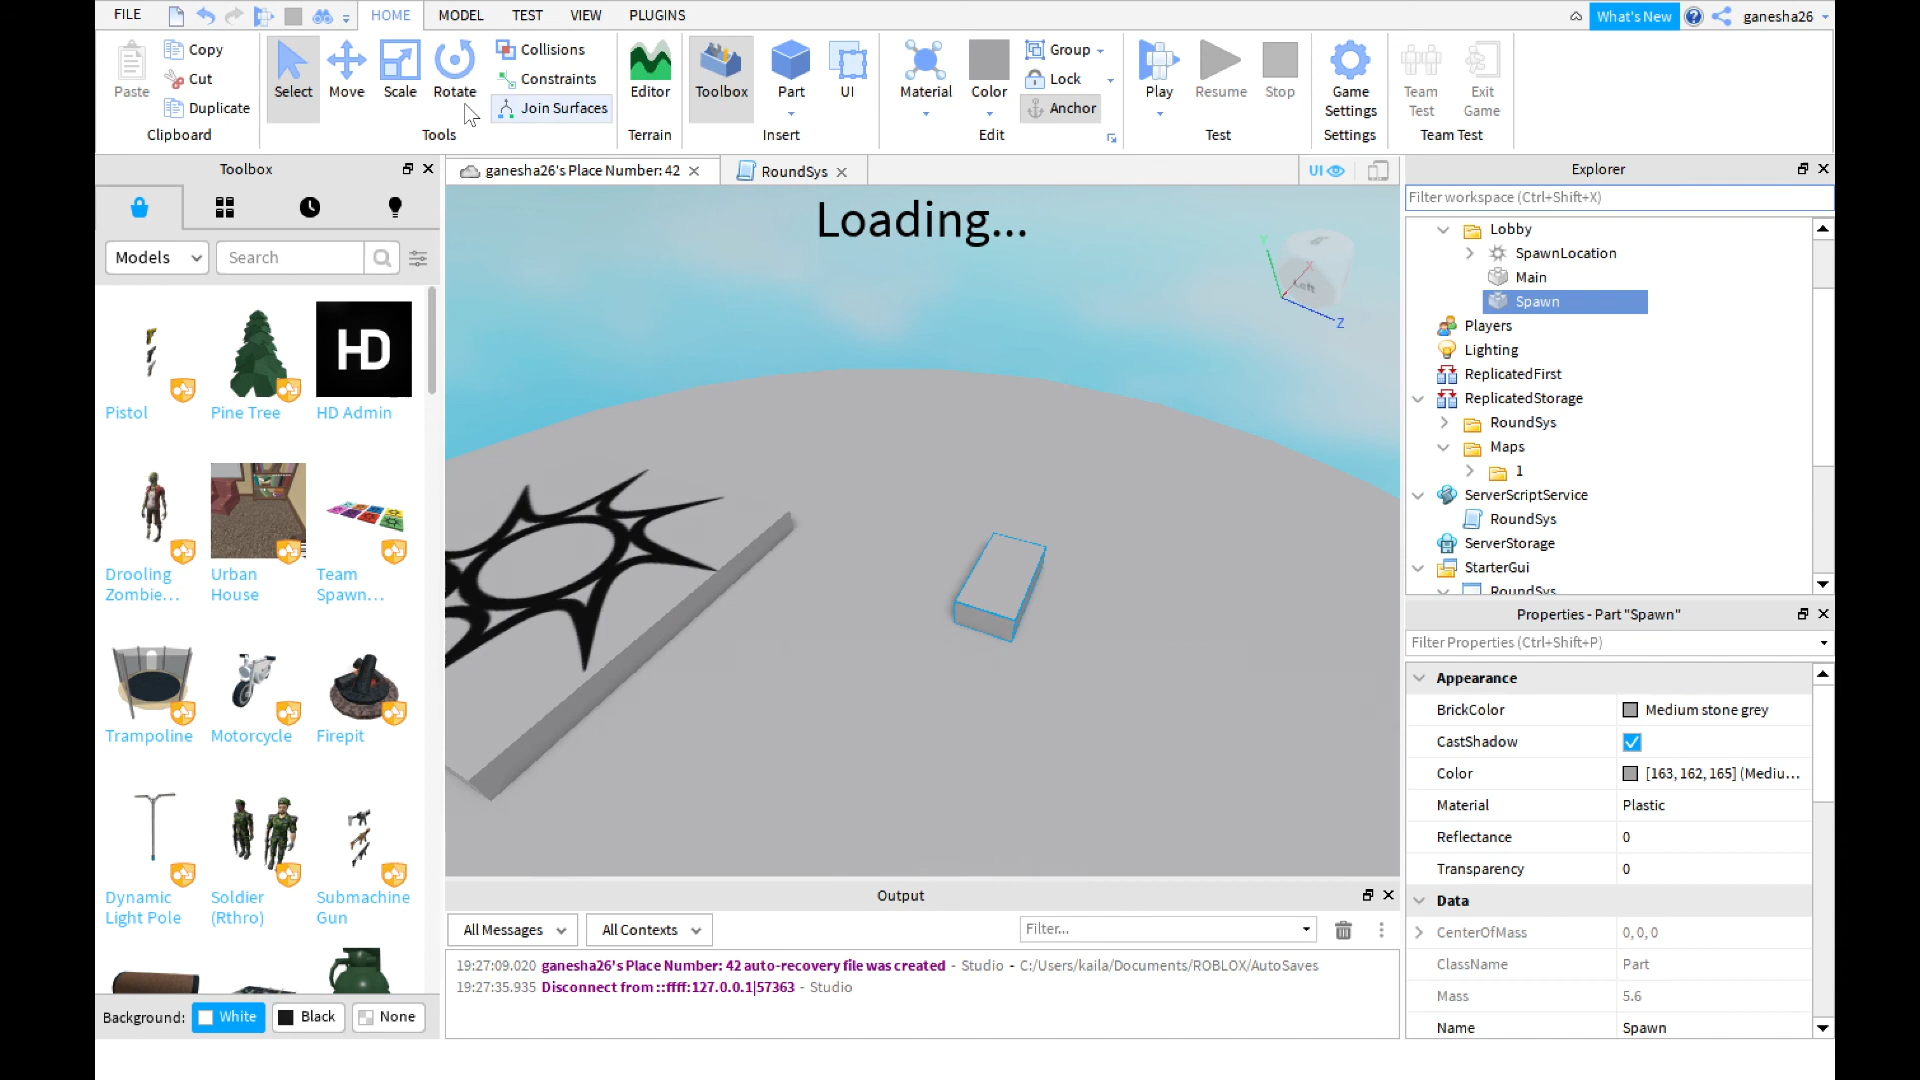 FILE
HOME
MODEL
TEST
VIEW
PLUGINS
What's New
ganesha26
Paste
Copy
Cut
Duplicate
Clipboard
Select
Move
Scale
Rotate
Collisions
Constraints
Join Surfaces
Tools
Editor
Terrain
Toolbox
Part
UI
Insert
Material
Color
Group
Lock
Anchor
Edit
Play
Resume
Stop
Test
Game
Settings
Settings
Team
Test
Exit
Game
Team Test
Toolbox
Models
Search
HD
Pistol
Pine Tree
HD Admin
Drooling
Zombie...
Urban
House
Team
Spawn...
Trampoline
Motorcycle
Firepit
Dynamic
Light Pole
Soldier
(Rthro)
Submachine
Gun
Background:
White
Black
None
ganesha26's Place Number: 42
RoundSys
UI
Loading...
Y
X
Left
Z
Output
All Messages
All Contexts
Filter...
19:27:09.020 ganesha26's Place Number: 42 auto-recovery file was created - Studio - C:/Users/kaila/Documents/ROBLOX/AutoSaves
19:27:35.935 Disconnect from ::ffff:127.0.0.1|57363 - Studio
Explorer
Filter workspace (Ctrl+Shift+X)
Lobby
SpawnLocation
Main
Spawn
Players
Lighting
ReplicatedFirst
ReplicatedStorage
RoundSys
Maps
1
ServerScriptService
RoundSys
ServerStorage
StarterGui
RoundSys
Properties - Part "Spawn"
Filter Properties (Ctrl+Shift+P)
Appearance
BrickColor Medium stone grey
CastShadow
Color [163, 162, 165] (Mediu...
Material Plastic
Reflectance 0
Transparency 0
Data
CenterOfMass 0, 0, 0
ClassName Part
Mass 5.6
Name Spawn